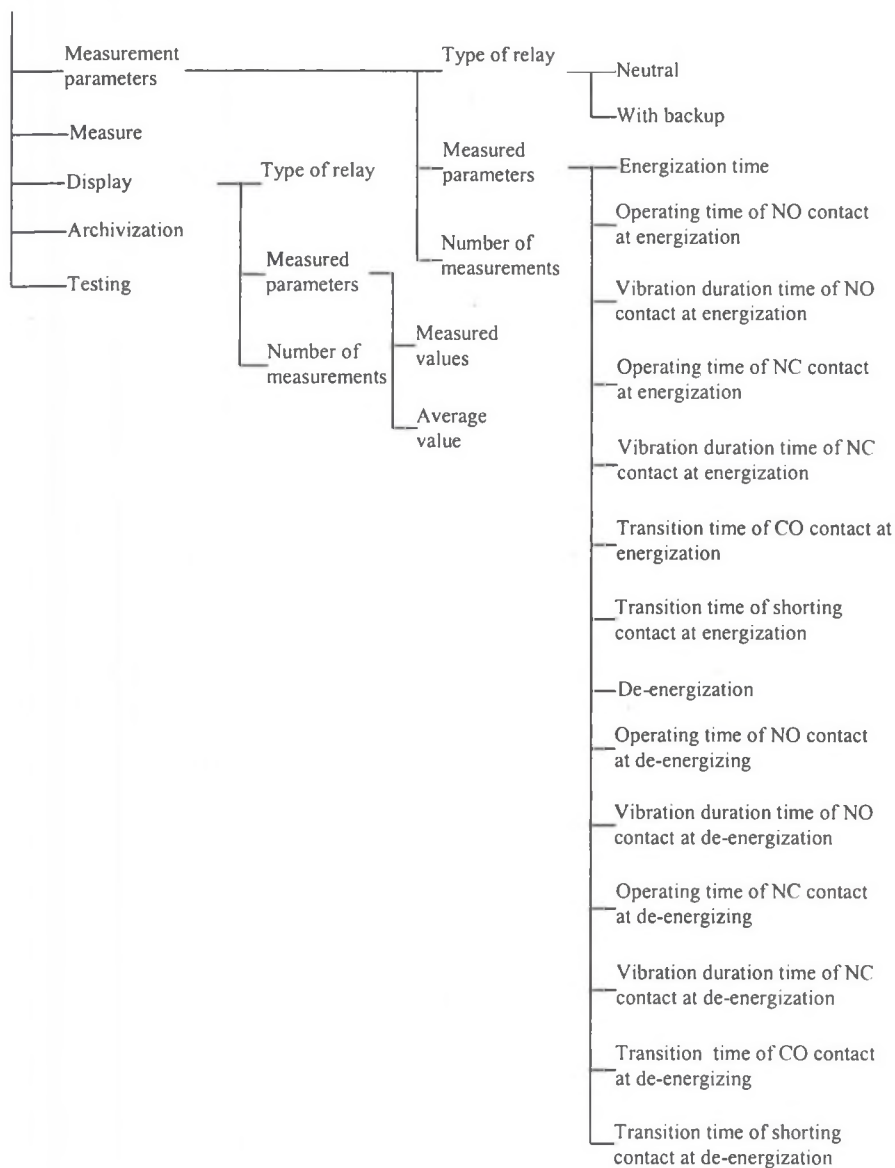 Measurement
parameters
Measure
Display
Archivization
Testing
Type of relay
Measured
parameters
Number of
measurements
Measured
values
Average
value
Type of relay
Measured
parameters
Number of
measurements
Neutral
With backup
Energization time
Operating time of NO contact
at energization
Vibration duration time of NO
contact at energization
Operating time of NC contact
at energization
Vibration duration time of NC
contact at energization
Transition time of CO contact at
energization
Transition time of shorting
contact at energization
De-energization
Operating time of NO contact
at de-energizing
Vibration duration time of NO
contact at de-energization
Operating time of NC contact
at de-energizing
Vibration duration time of NC
contact at de-energization
Transition time of CO contact
at de-energizing
Transition time of shorting
contact at de-energization